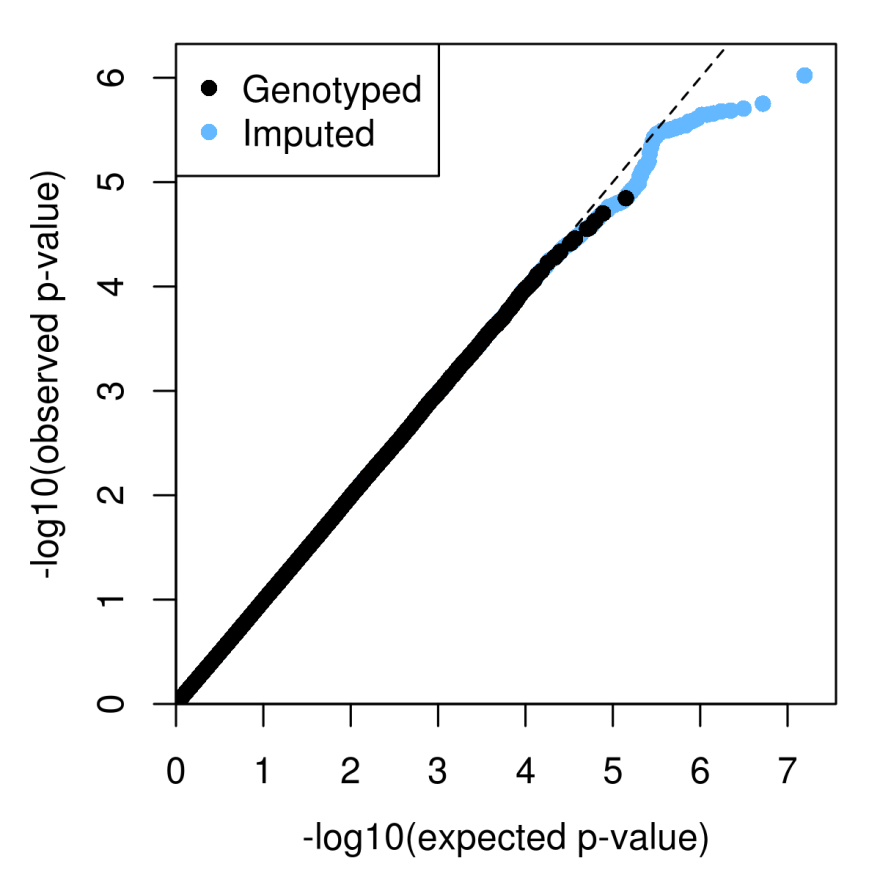 Genotyped
Imputed
6
5
4
3
2
1
0
-log10(observed p-value)
0 1 2 3 4 5 6 7
-log10(expected p-value)